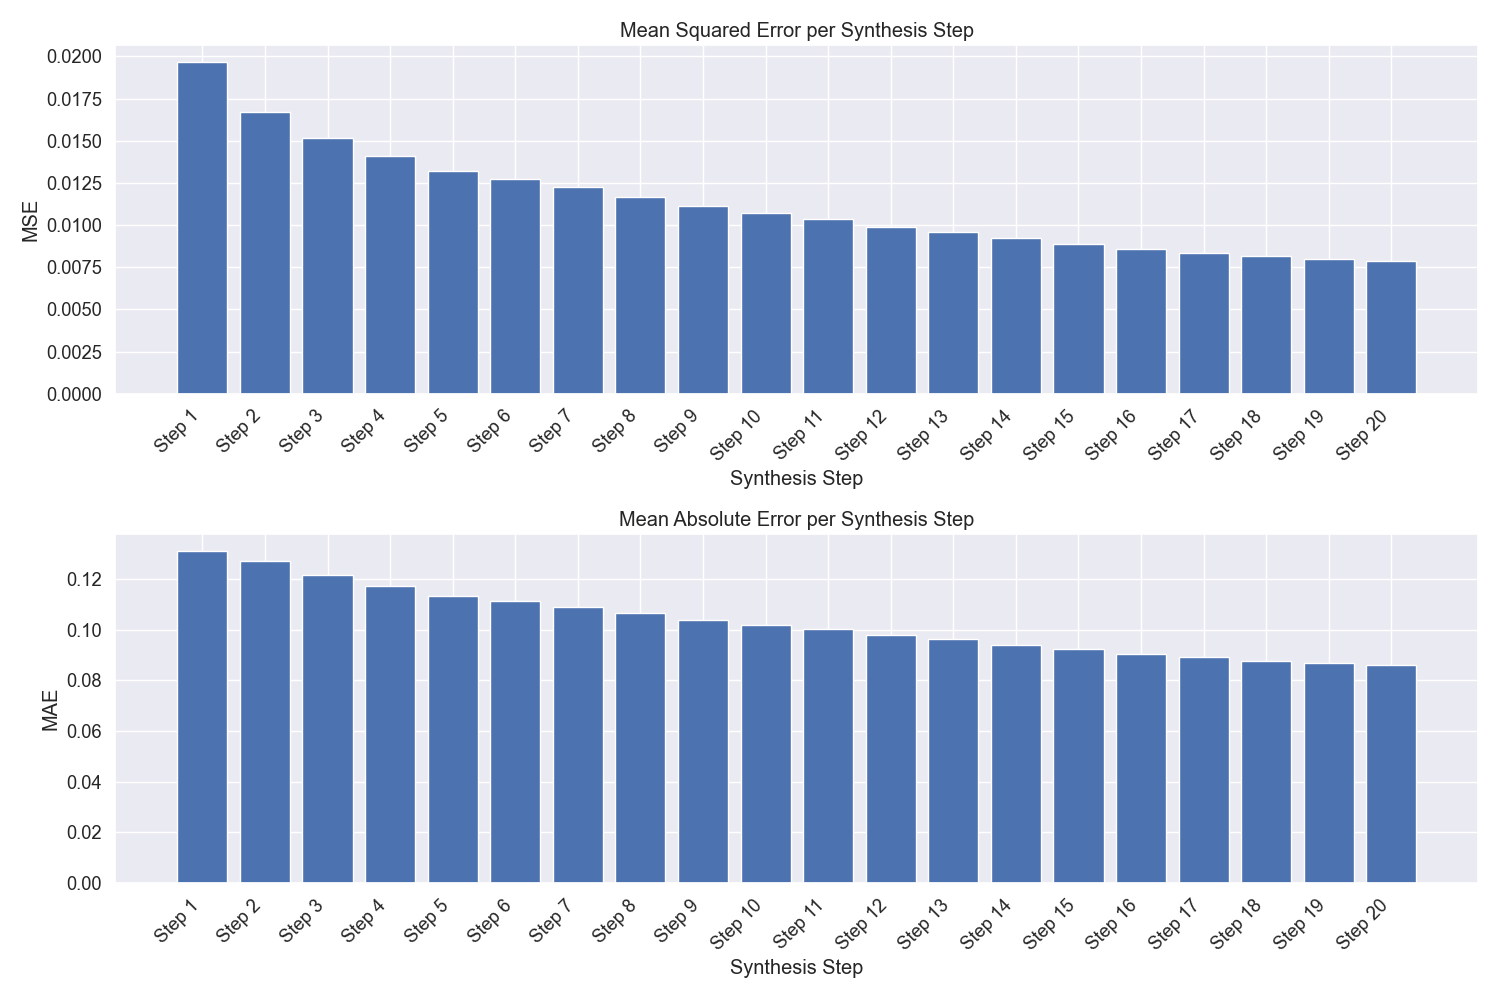 Mean Squared Error per Synthesis Step
0.0200
0.0175
0.0150
0.0125
0.0100
0.0075
0.0050
0.0025
0.0000
MSE
Step 1
Step 2
Step 3
Step 4
Step 5
Step 6
Step 7
Step 8
Step 9
Step 10
Step 11
Step 12
Step 13
Step 14
Step 15
Step 16
Step 17
Step 18
Step 19
Step 20
Synthesis Step
Mean Absolute Error per Synthesis Step
0.12
0.10
0.08
0.06
0.04
0.02
0.00
MAE
Step 1
Step 2
Step 3
Step 4
Step 5
Step 6
Step 7
Step 8
Step 9
Step 10
Step 11
Step 12
Step 13
Step 14
Step 15
Step 16
Step 17
Step 18
Step 19
Step 20
Synthesis Step